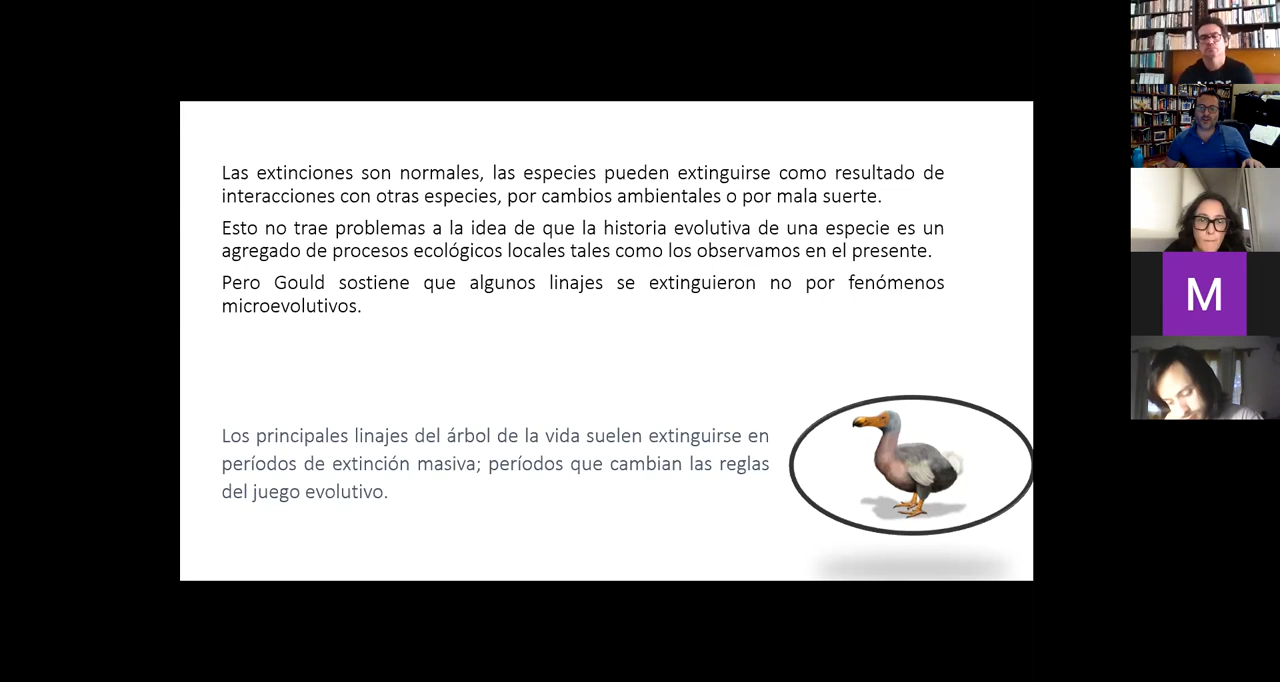 Las extinciones son normales, las especies pueden extinguirse como resultado de
interacciones con otras especies, por cambios ambientales o por mala suerte.
Esto no trae problemas a la idea de que la historia evolutiva de una especie es un
agregado de procesos ecológicos locales tales como los observamos en el presente.
Pero Gould sostiene que algunos linajes se extinguieron no por fenómenos
microevolutivos.
Los principales linajes del árbol de la vida suelen extinguirse en
períodos de extinción masiva; períodos que cambian las reglas
del juego evolutivo.
M